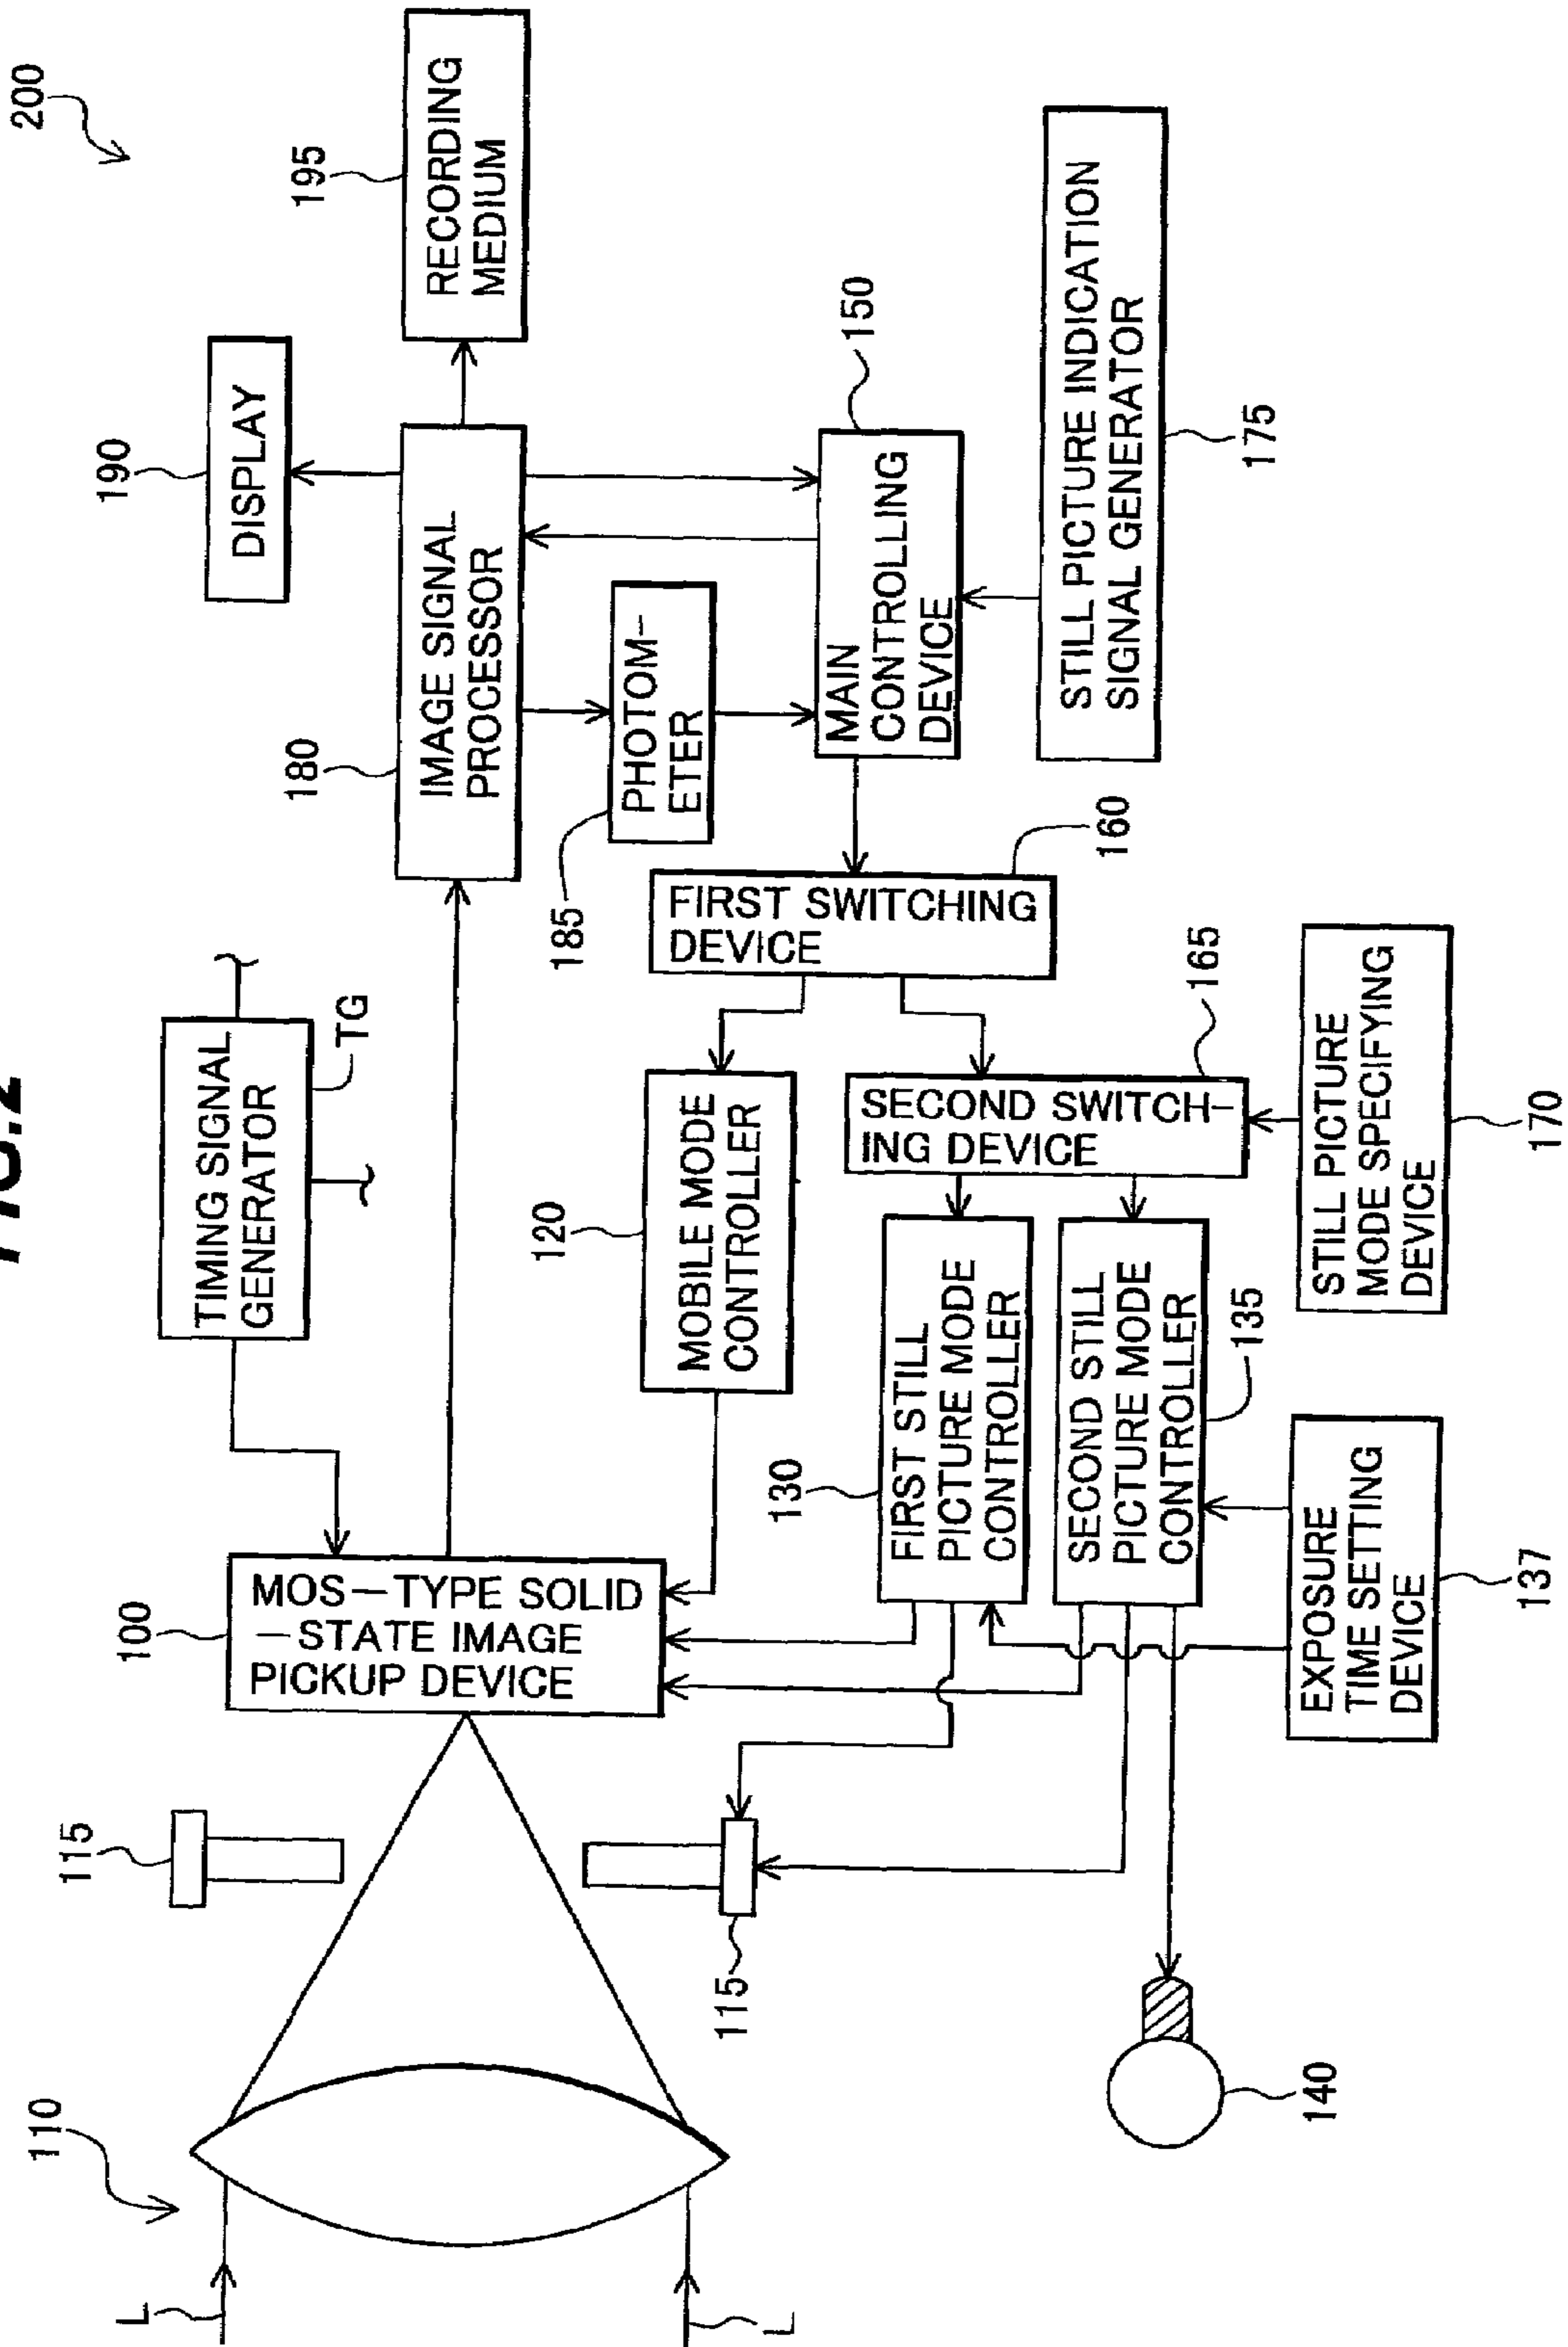 FIG.2
200
110
L
L
115
115
100
MOS-TYPE SOLID
-STATE IMAGE
PICKUP DEVICE
TIMING SIGNAL
GENERATOR
TG
180
IMAGE SIGNAL
PROCESSOR
190
DISPLAY
195
RECORDING
MEDIUM
185
PHOTOM-
ETER
150
MAIN
CONTROLLING
DEVICE
120
MOBILE MODE
CONTROLLER
160
FIRST SWITCHING
DEVICE
165
SECOND SWITCH-
ING DEVICE
130
FIRST STILL
PICTURE MODE
CONTROLLER
135
SECOND STILL
PICTURE MODE
CONTROLLER
175
STILL PICTURE INDICATION
SIGNAL GENERATOR
140
137
EXPOSURE
TIME SETTING
DEVICE
170
STILL PICTURE
MODE SPECIFYING
DEVICE